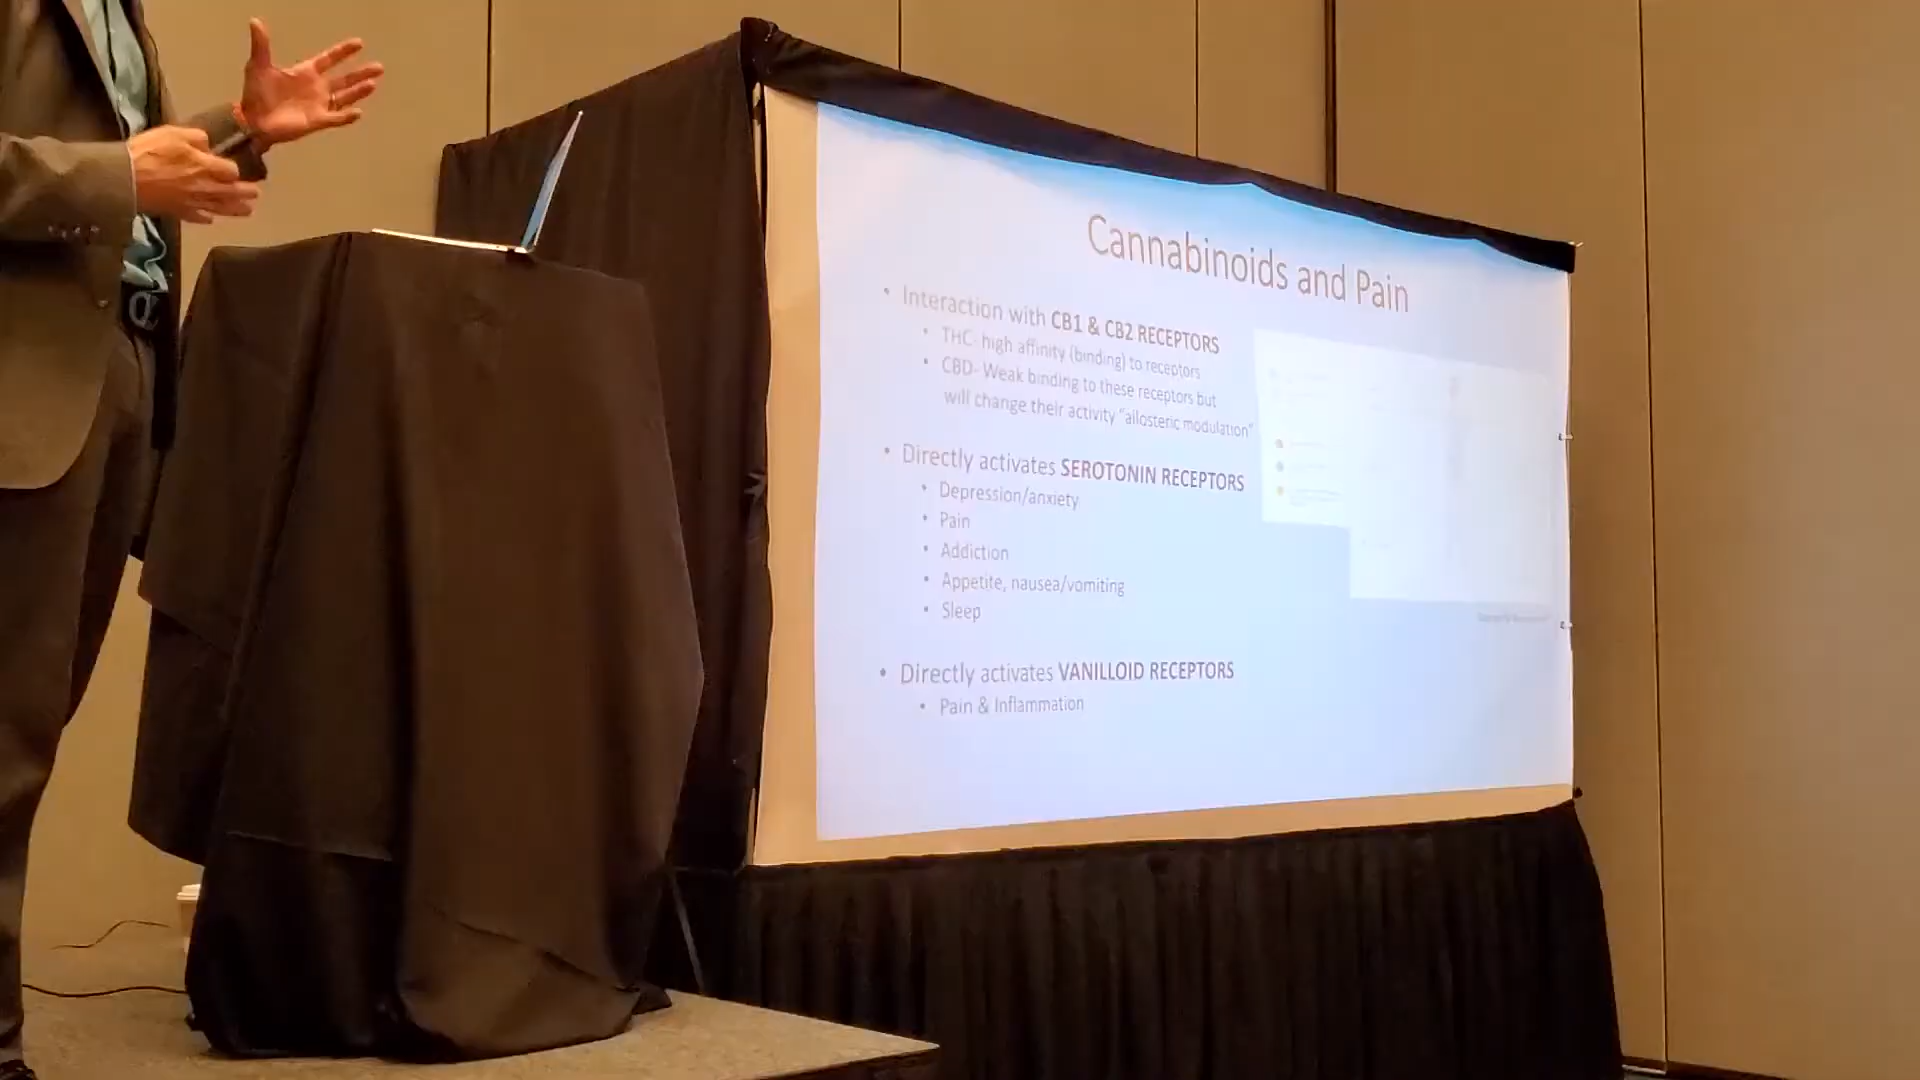 Cannabinoids and Pain
• Interaction with CB1 & CB2 RECEPTORS
• THC- high affinity (binding) to receptors
• CBD- Weak binding to these receptors but
will change their activity "allosteric modulation"
• Directly activates SEROTONIN RECEPTORS
• Depression/anxiety
• Pain
• Addiction
• Appetite, nausea/vomiting
• Sleep
• Directly activates VANILLOID RECEPTORS
• Pain & Inflammation